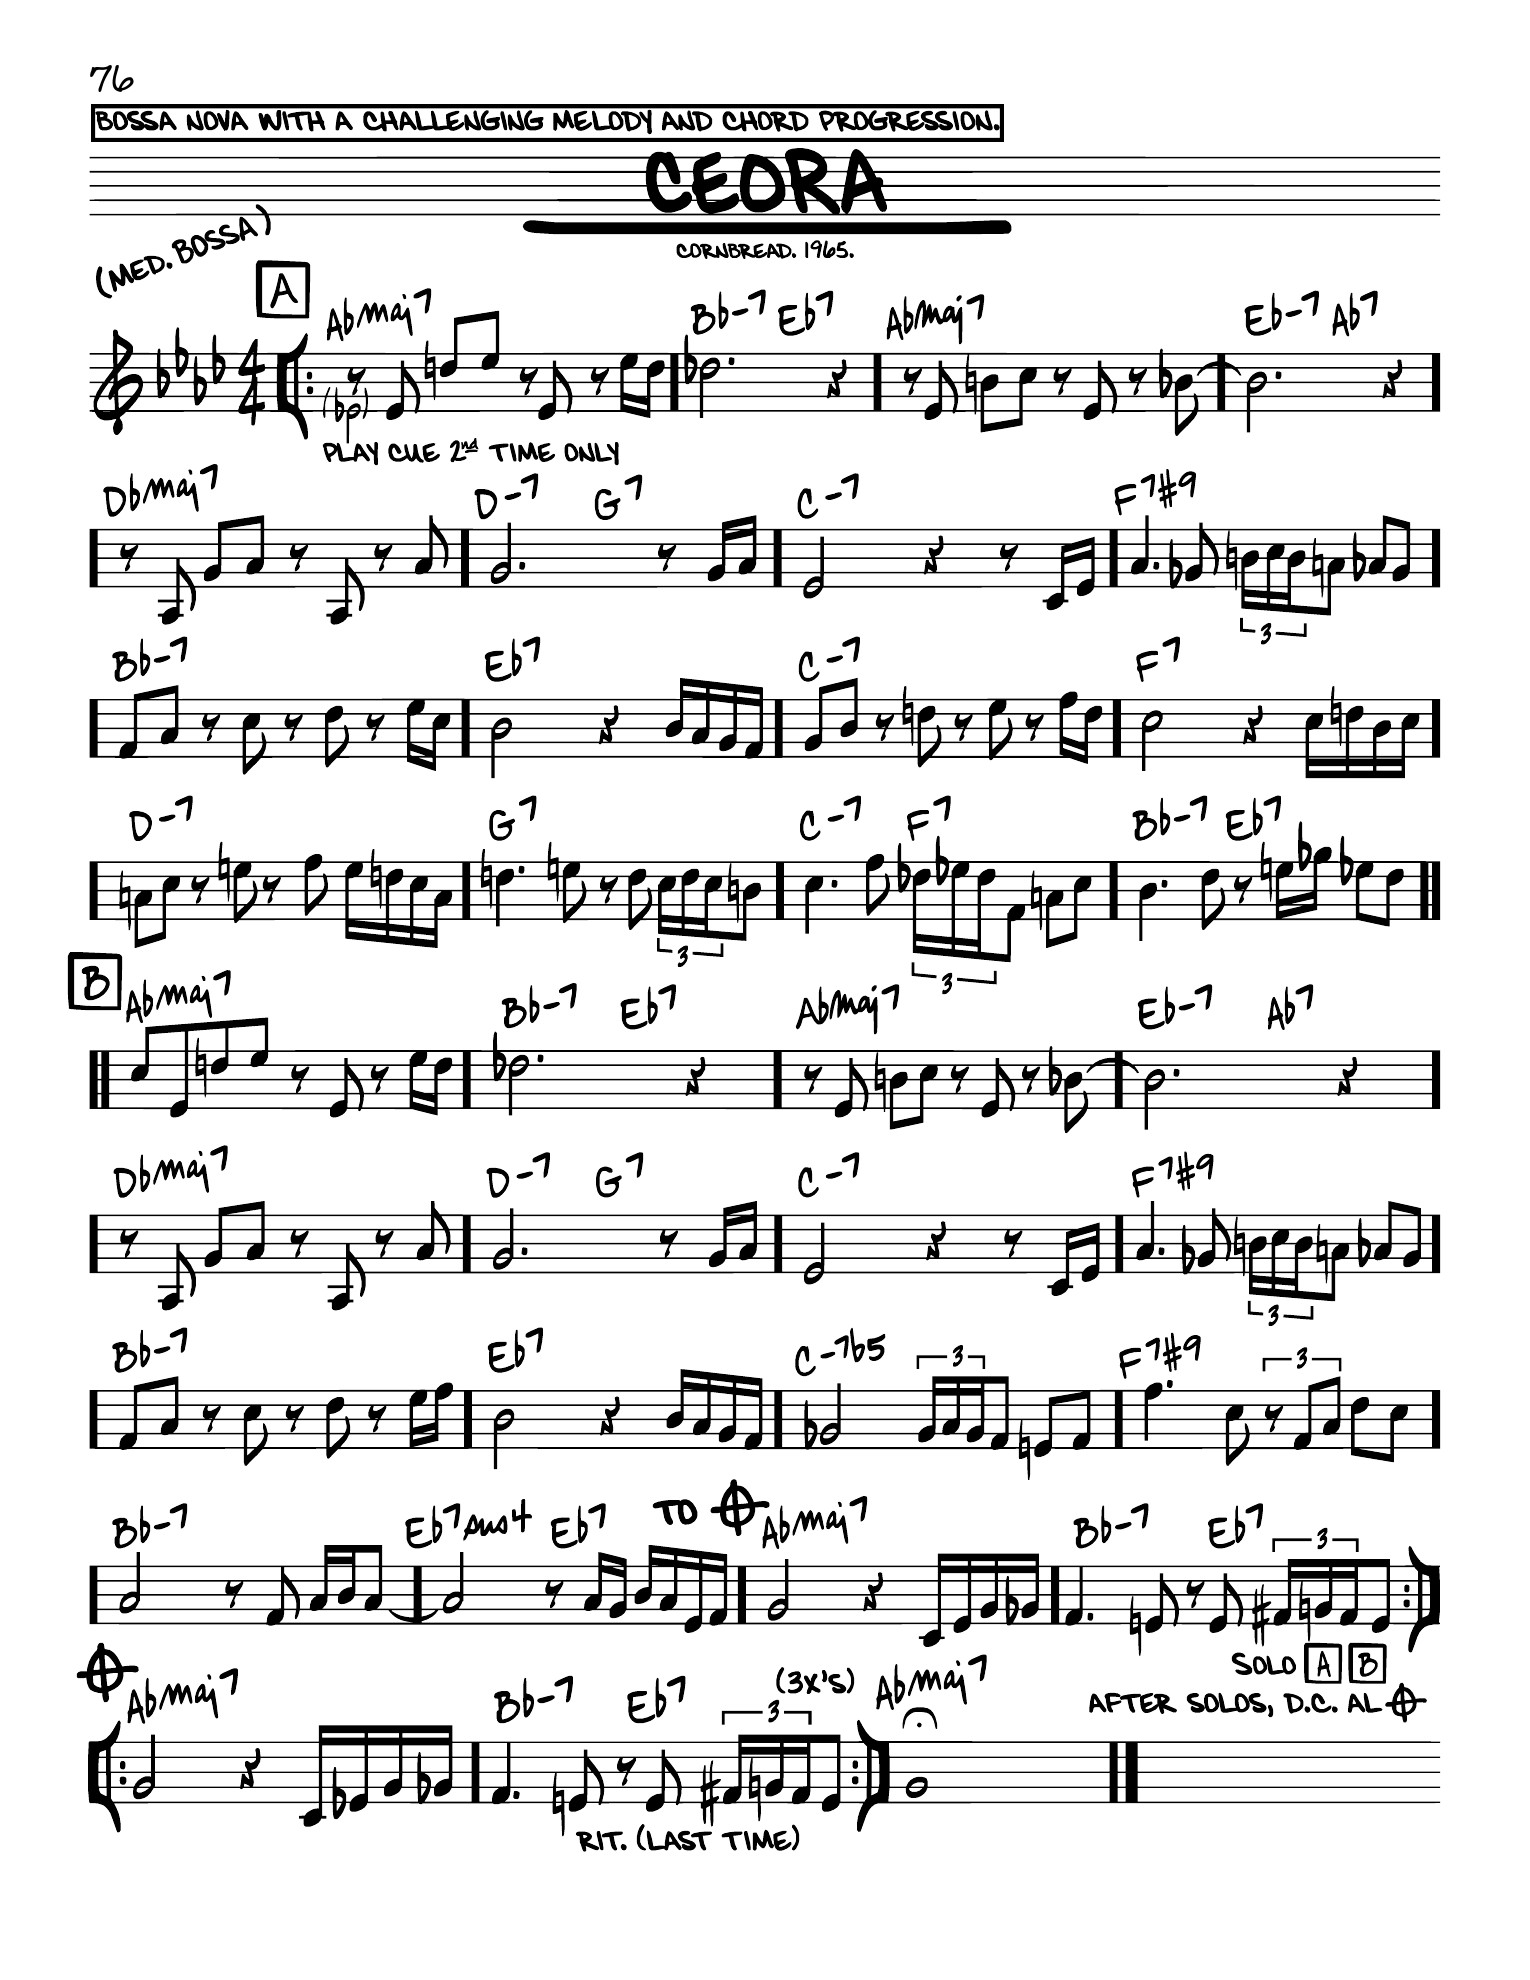 76
BOSSA NOVA WITH A CHALLENGING MELODY AND CHORD PROGRESSION.
CEORA
CORNBREAD. 1965.
(MED. BOSSA)
A
Abmaj7 Bb-7 Eb7 Abmaj7 Eb-7 Ab7
4
4
PLAY CUE 2nd TIME ONLY
Dbmaj7 D-7 G7 C-7 F7#9
3
Bb-7 Eb7 C-7 F7
D-7 G7 C-7 F7 Bb-7 Eb7
3 3
B
Abmaj7 Bb-7 Eb7 Abmaj7 Eb-7 Ab7
Dbmaj7 D-7 G7 C-7 F7#9
3
Bb-7 Eb7 C-7b5 3 F7#9 3
Bb-7 Eb7sus4 Eb7 TO Abmaj7 Bb-7 Eb7 3
SOLO A B
AFTER SOLOS, D.C. AL
Abmaj7 Bb-7 Eb7 3 (3X'S) Abmaj7
RIT. (LAST TIME)